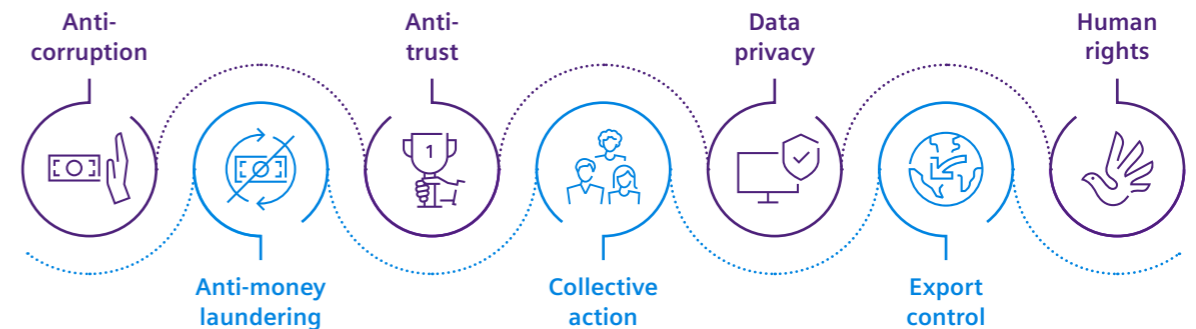 Anti-
corruption
Anti-
trust
Data
privacy
Human
rights
1
Anti-money
laundering
Collective
action
Export
control